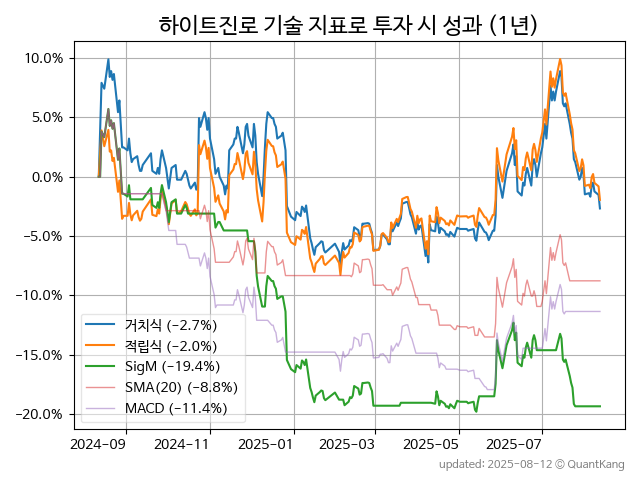 하이트진로 기술 지표로 투자 시 성과 (1년)
10.0%
5.0%
0.0%
−5.0%
−10.0%
−15.0%
−20.0%
거치식 (−2.7%)
적립식 (−2.0%)
SigM (−19.4%)
SMA(20) (−8.8%)
MACD (−11.4%)
2024-09
2024-11
2025-01
2025-03
2025-05
2025-07
updated: 2025-08-12 © QuantKang